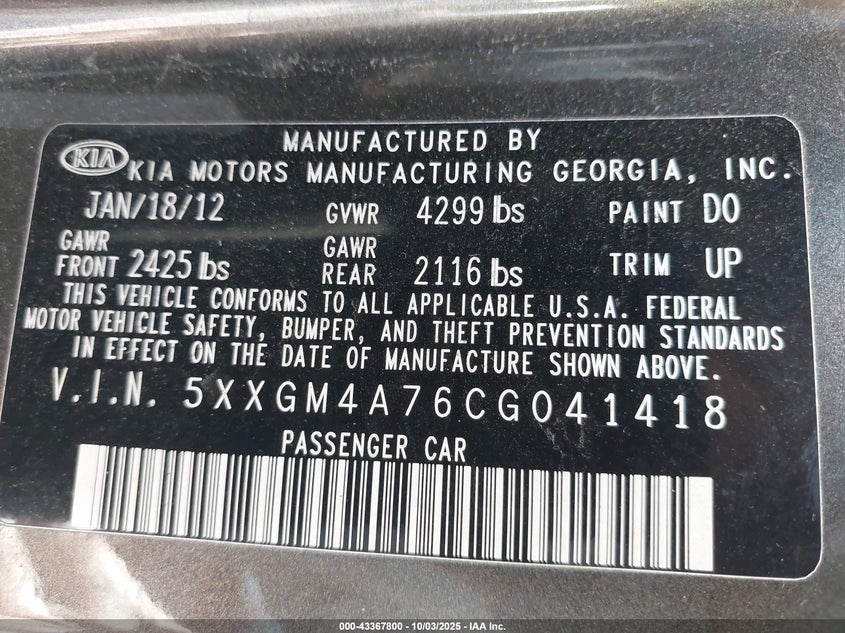 MANUFACTURED BY
KIA KIA MOTORS MANUFACTURING GEORGIA, INC.
JAN/18/12 GVWR 4299 lbs PAINT DO
GAWR FRONT 2425 lbs GAWR REAR 2116 lbs TRIM UP
THIS VEHICLE CONFORMS TO ALL APPLICABLE U.S.A. FEDERAL
MOTOR VEHICLE SAFETY, BUMPER, AND THEFT PREVENTION STANDARDS
IN EFFECT ON THE DATE OF MANUFACTURE SHOWN ABOVE.
V.I.N. 5XXGM4A76CG041418
PASSENGER CAR
000-43367800 - 10/03/2025 - IAA Inc.